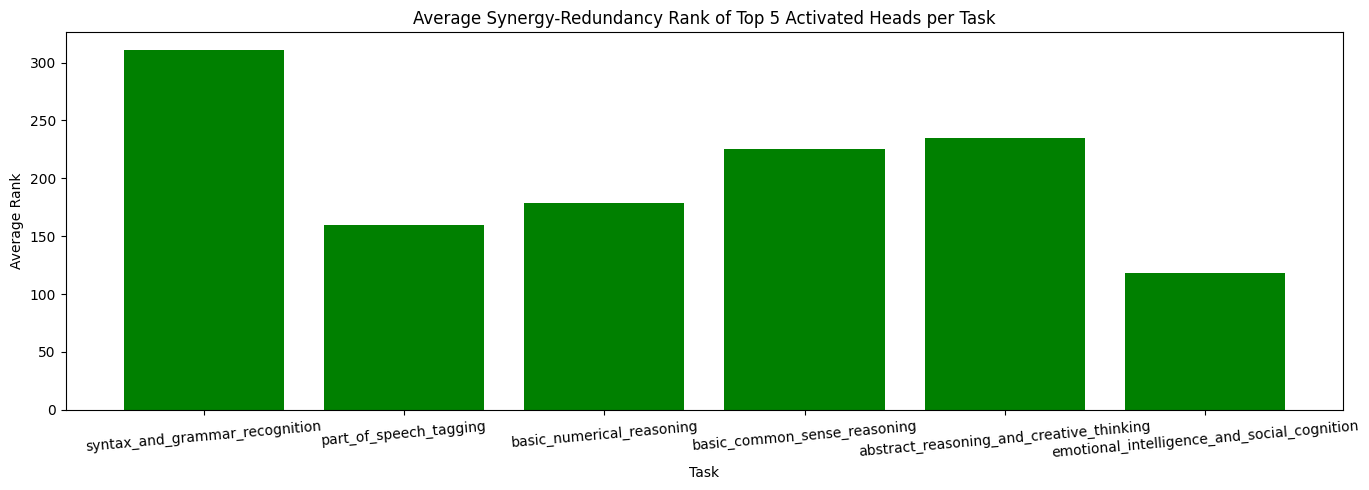 Average Synergy-Redundancy Rank of Top 5 Activated Heads per Task
Average Rank
300
250
200
150
100
50
0
syntax_and_grammar_recognition
part_of_speech_tagging
basic_numerical_reasoning
basic_common_sense_reasoning
abstract_reasoning_and_creative_thinking
emotional_intelligence_and_social_cognition
Task